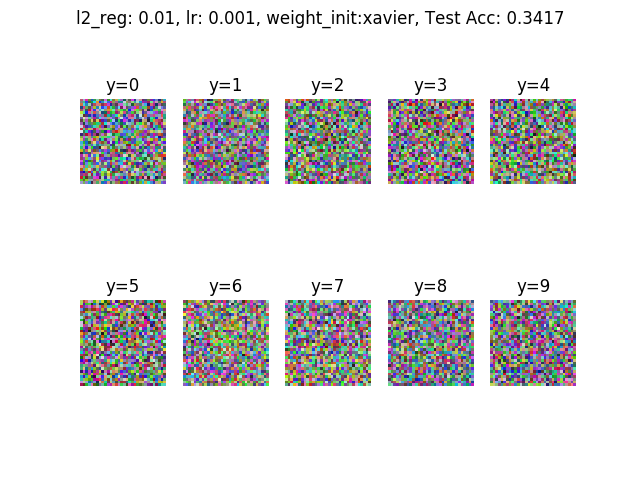 l2_reg: 0.01, lr: 0.001, weight_init:xavier, Test Acc: 0.3417
y=0 y=1 y=2 y=3 y=4
y=5 y=6 y=7 y=8 y=9